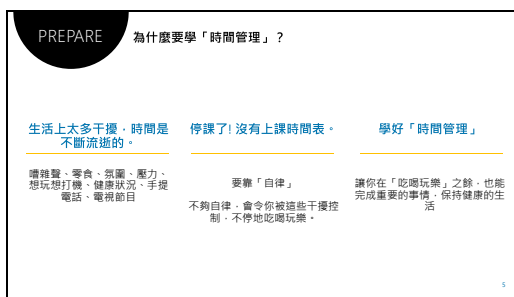 PREPARE
為什麼要學「時間管理」？
生活上太多干擾，時間是
不斷流逝的。
嘈雜聲、零食、氛圍、壓力、
想玩想打機、健康狀況、手提
電話、電視節目
停課了! 沒有上課時間表。
要靠「自律」
不夠自律，會令你被這些干擾控
制，不停地吃喝玩樂。
學好「時間管理」
讓你在「吃喝玩樂」之餘，也能
完成重要的事情，保持健康的生
活
5